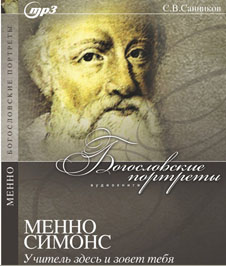 mp3
С.В.Санников
МЕННО БОГОСЛОВСКИЕ ПОРТРЕТЫ
Богословские
портреты
аудиокнига
МЕННО
СИМОНС
Учитель здесь и зовет тебя